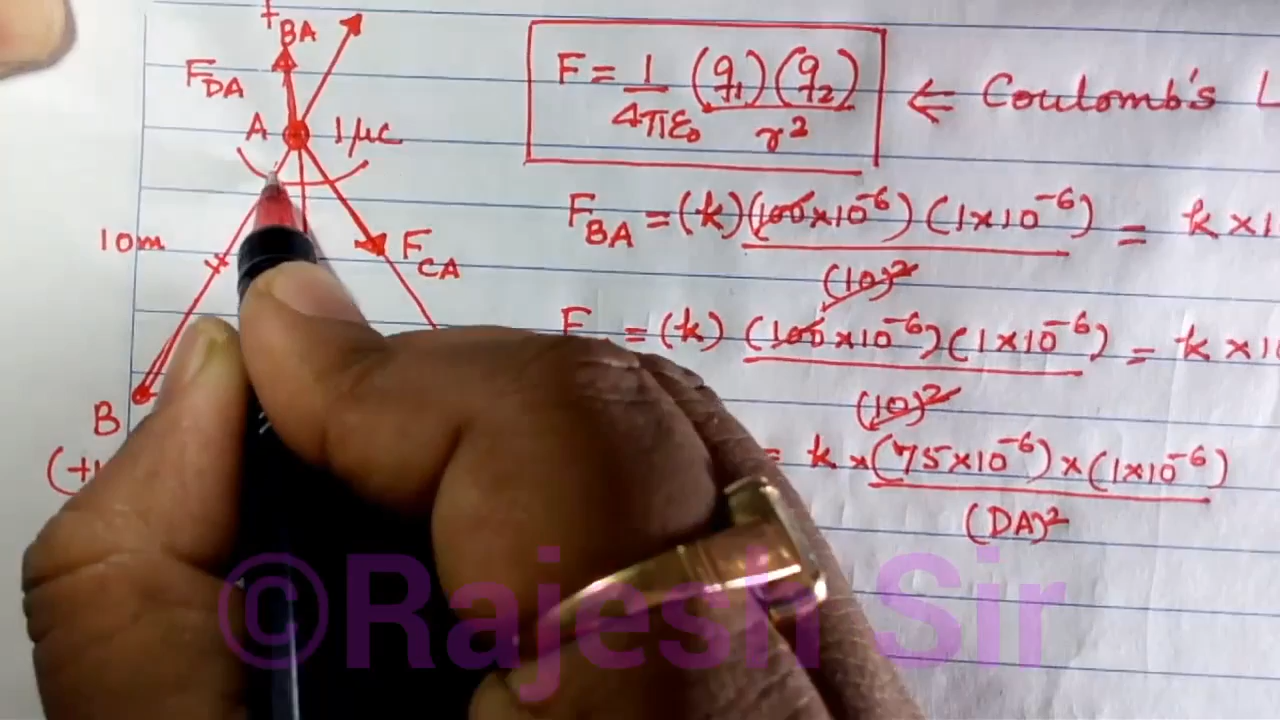 F_BA
F_DA
A 1μc
10m
F_CA
B
(+1
F = 1/4πε₀ (q₁)(q₂)/r² ⇐ Coulomb's L
F_BA = (k)(100×10⁻⁶)(1×10⁻⁶)/(10)² = k×1
F = (k)(100×10⁻⁶)(1×10⁻⁶)/(10)² = k×1
= k×(75×10⁻⁶)×(1×10⁻⁶)/(DA)²
©Rajesh Sir